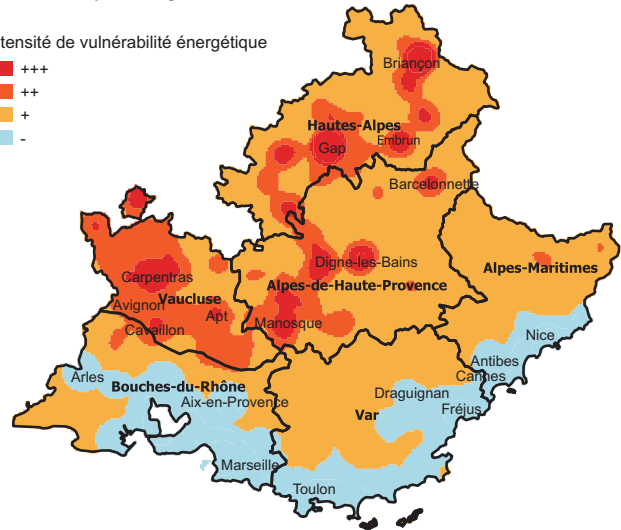 tensité de vulnérabilité énergétique
+++
++
+
-
Briançon
Hautes-Alpes
Gap
Embrun
Barcelonnette
Digne-les-Bains
Alpes-Maritimes
Carpentras
Alpes-de-Haute-Provence
Avignon
Vaucluse
Apt
Manosque
Cavaillon
Nice
Antibes
Cannes
Arles
Bouches-du-Rhône
Aix-en-Provence
Draguignan
Fréjus
Var
Marseille
Toulon